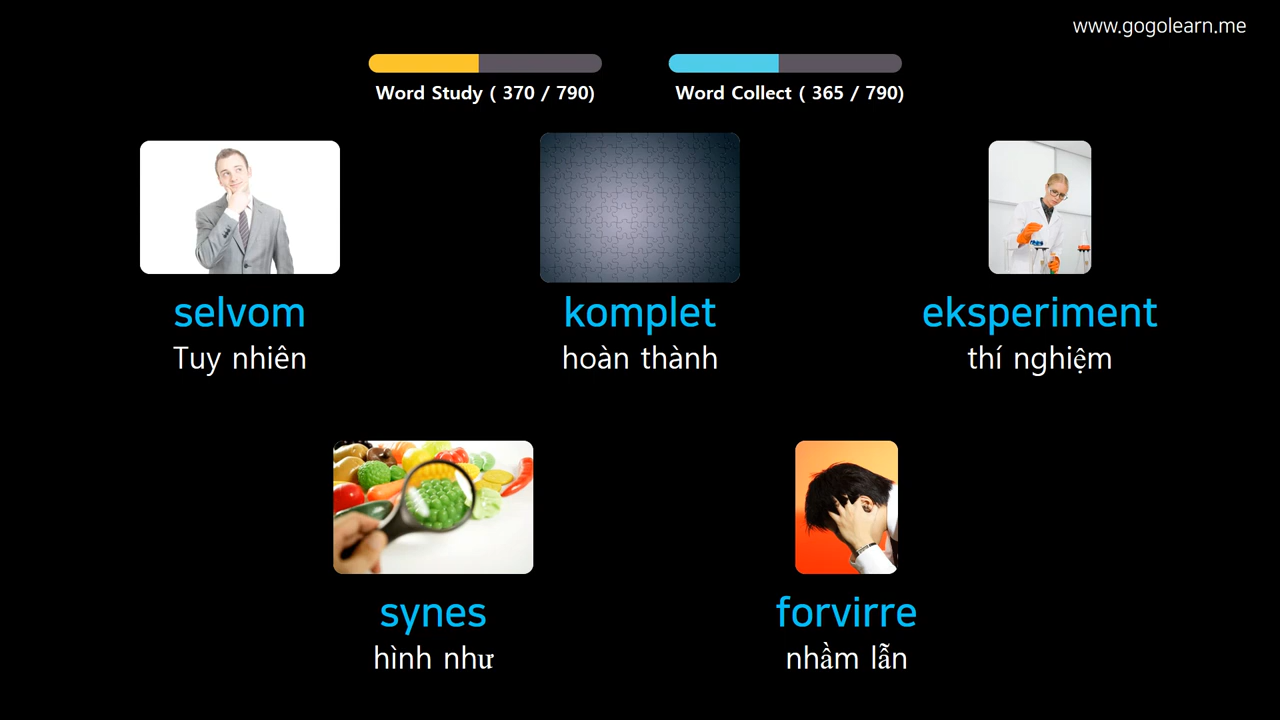 www.gogolearn.me
Word Study ( 370 / 790)
Word Collect ( 365 / 790)
selvom
Tuy nhiên
komplet
hoàn thành
eksperiment
thí nghiệm
synes
hình như
forvirre
nhầm lẫn